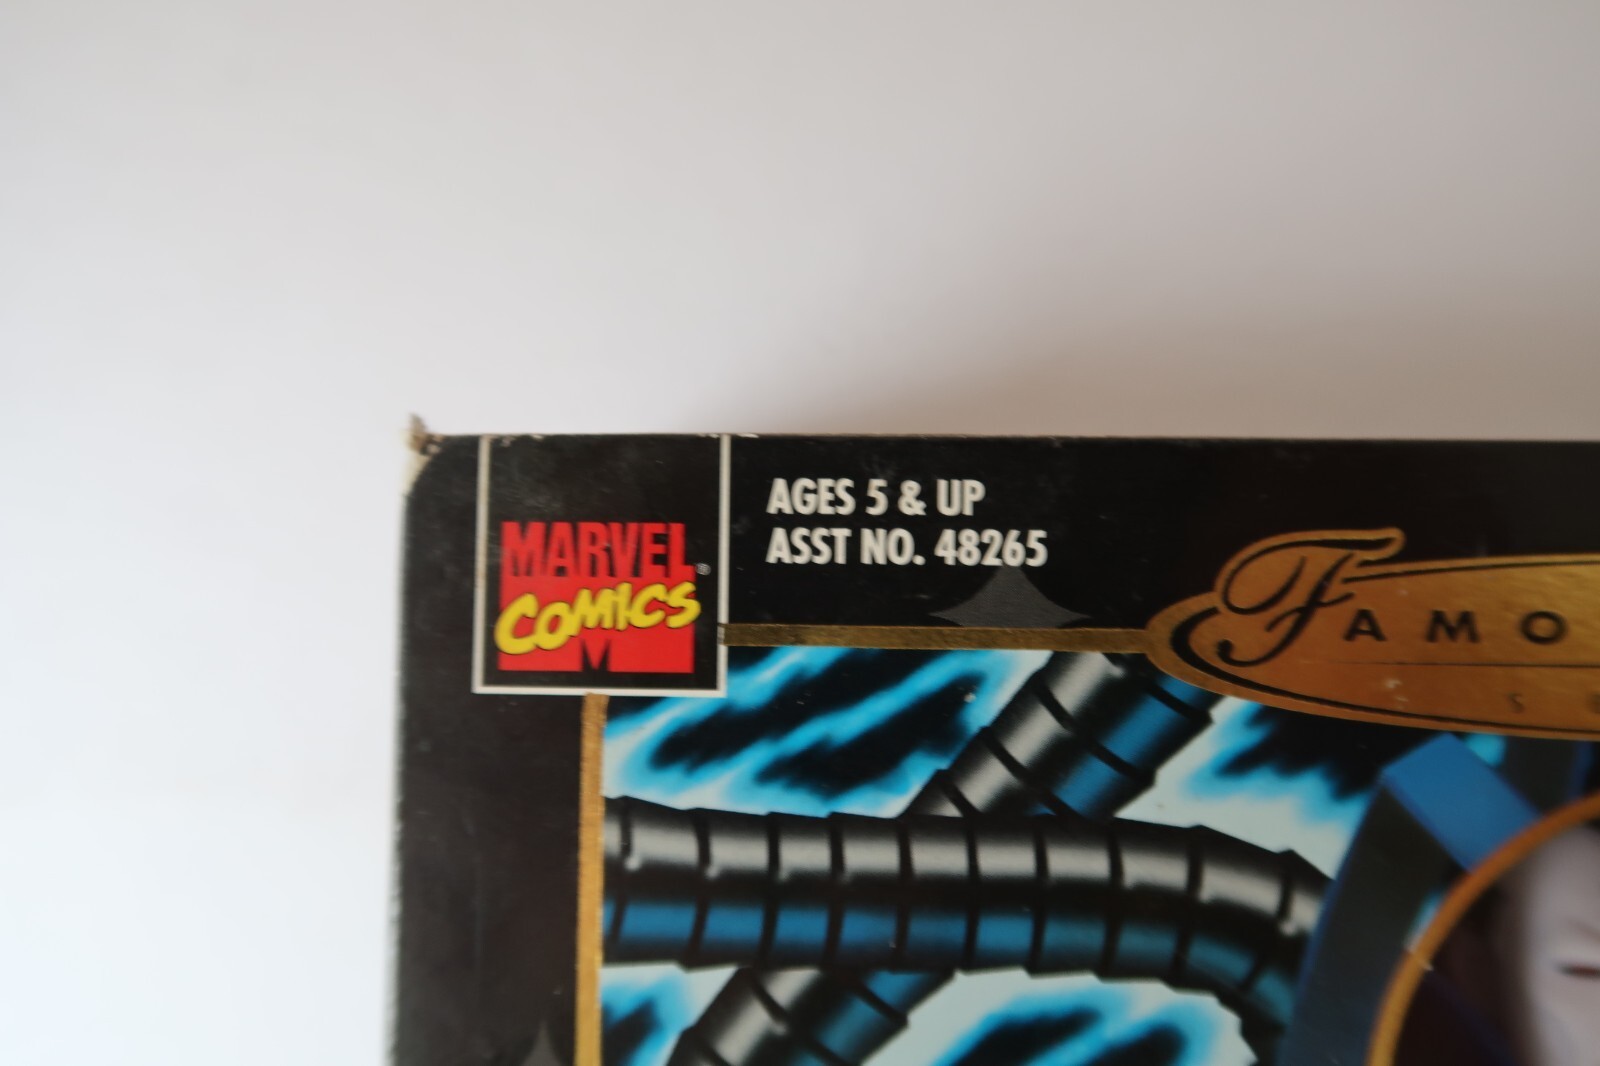 AGES 5 & UP
ASST NO. 48265
MARVEL®
COMICS
M
FAMO
S